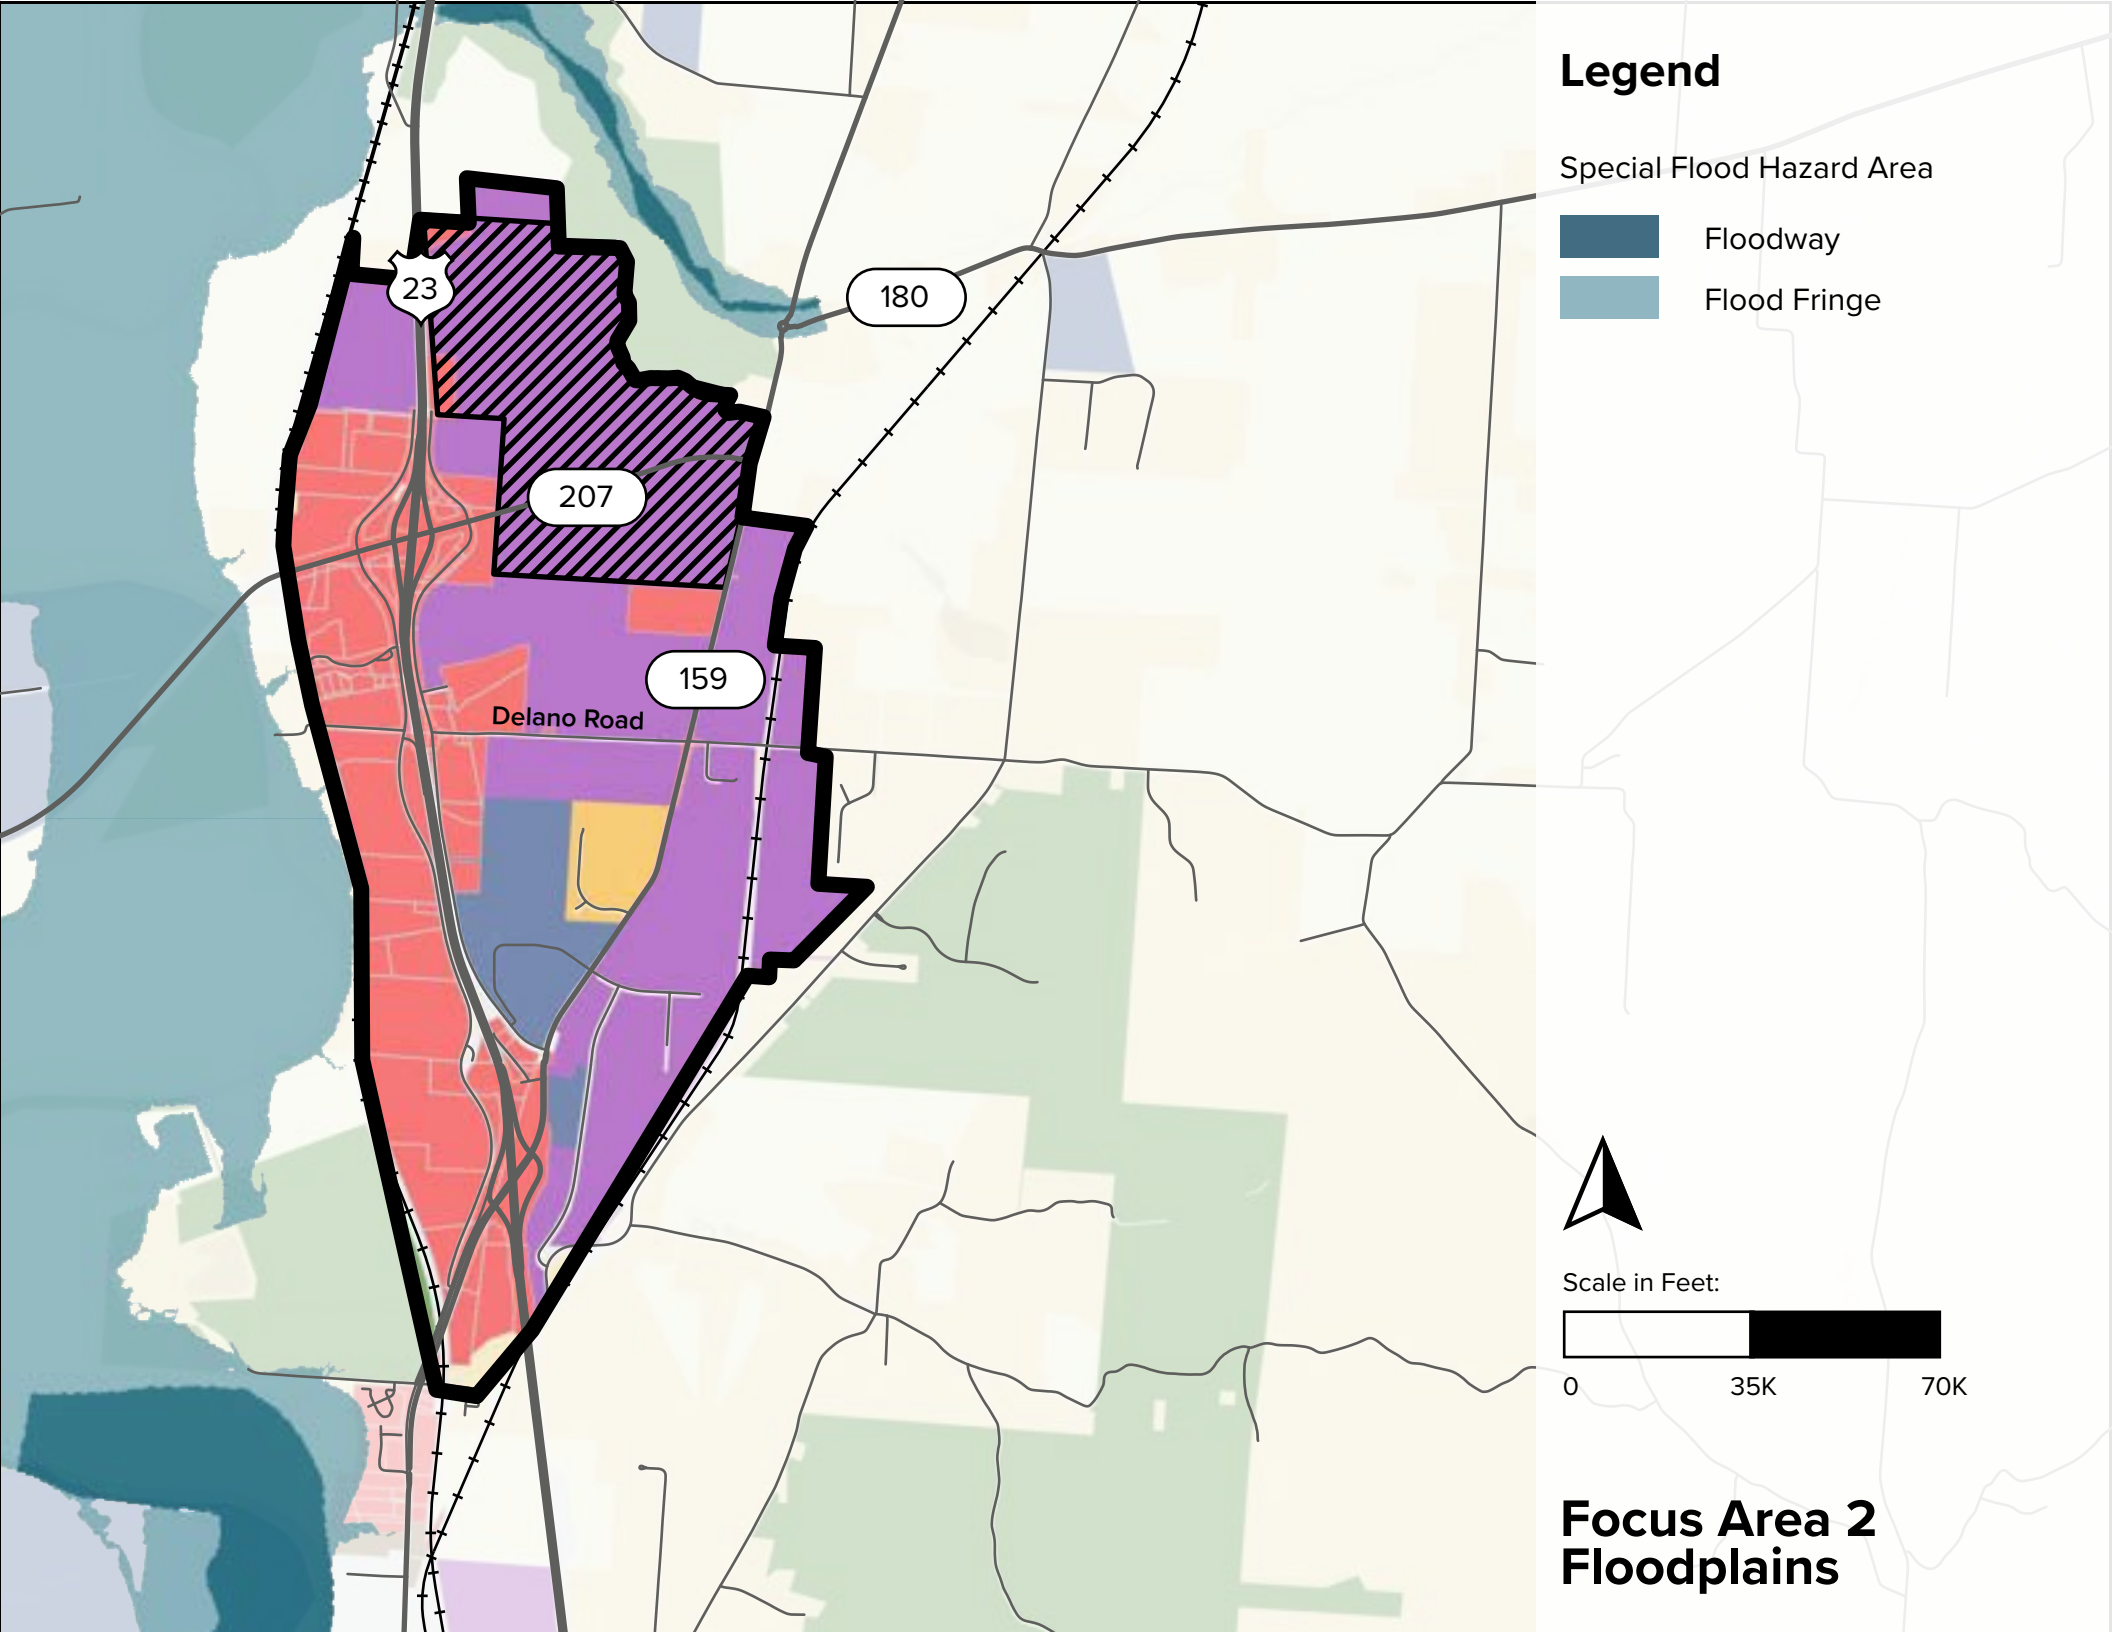 23
180
207
159
Delano Road
Legend
Special Flood Hazard Area
Floodway
Flood Fringe
Scale in Feet:
0 35K 70K
Focus Area 2
Floodplains